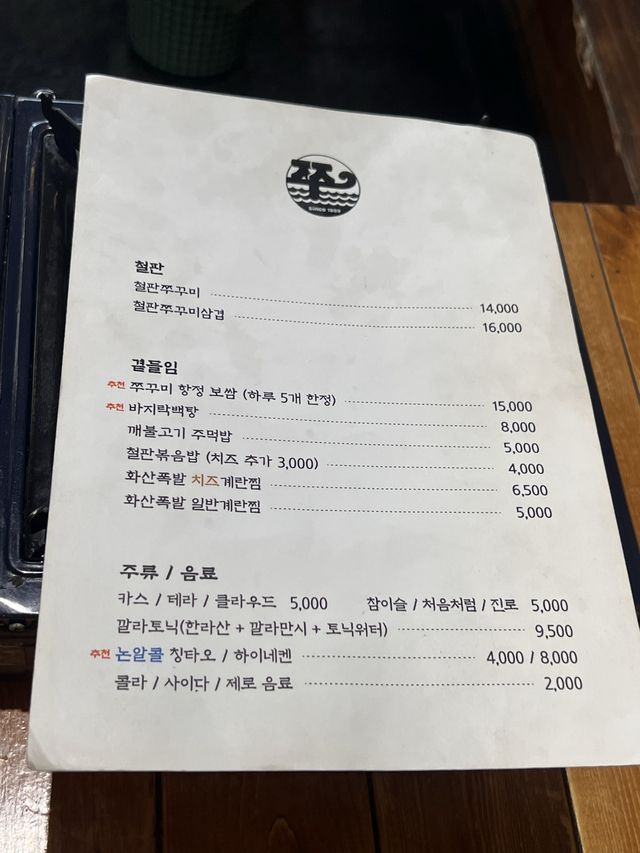 쭈
SINCE 1999
철판
철판쭈꾸미 14,000
철판쭈꾸미삼겹 16,000
곁들임
추천 쭈꾸미 항정 보쌈 (하루 5개 한정) 15,000
추천 바지락백탕 8,000
깨불고기 주먹밥 5,000
철판볶음밥 (치즈 추가 3,000) 4,000
화산폭발 치즈계란찜 6,500
화산폭발 일반계란찜 5,000
주류 / 음료
카스 / 테라 / 클라우드 5,000 참이슬 / 처음처럼 / 진로 5,000
깔라토닉(한라산 + 깔라만시 + 토닉워터) 9,500
추천 논알콜 칭타오 / 하이네켄 4,000 / 8,000
콜라 / 사이다 / 제로 음료 2,000